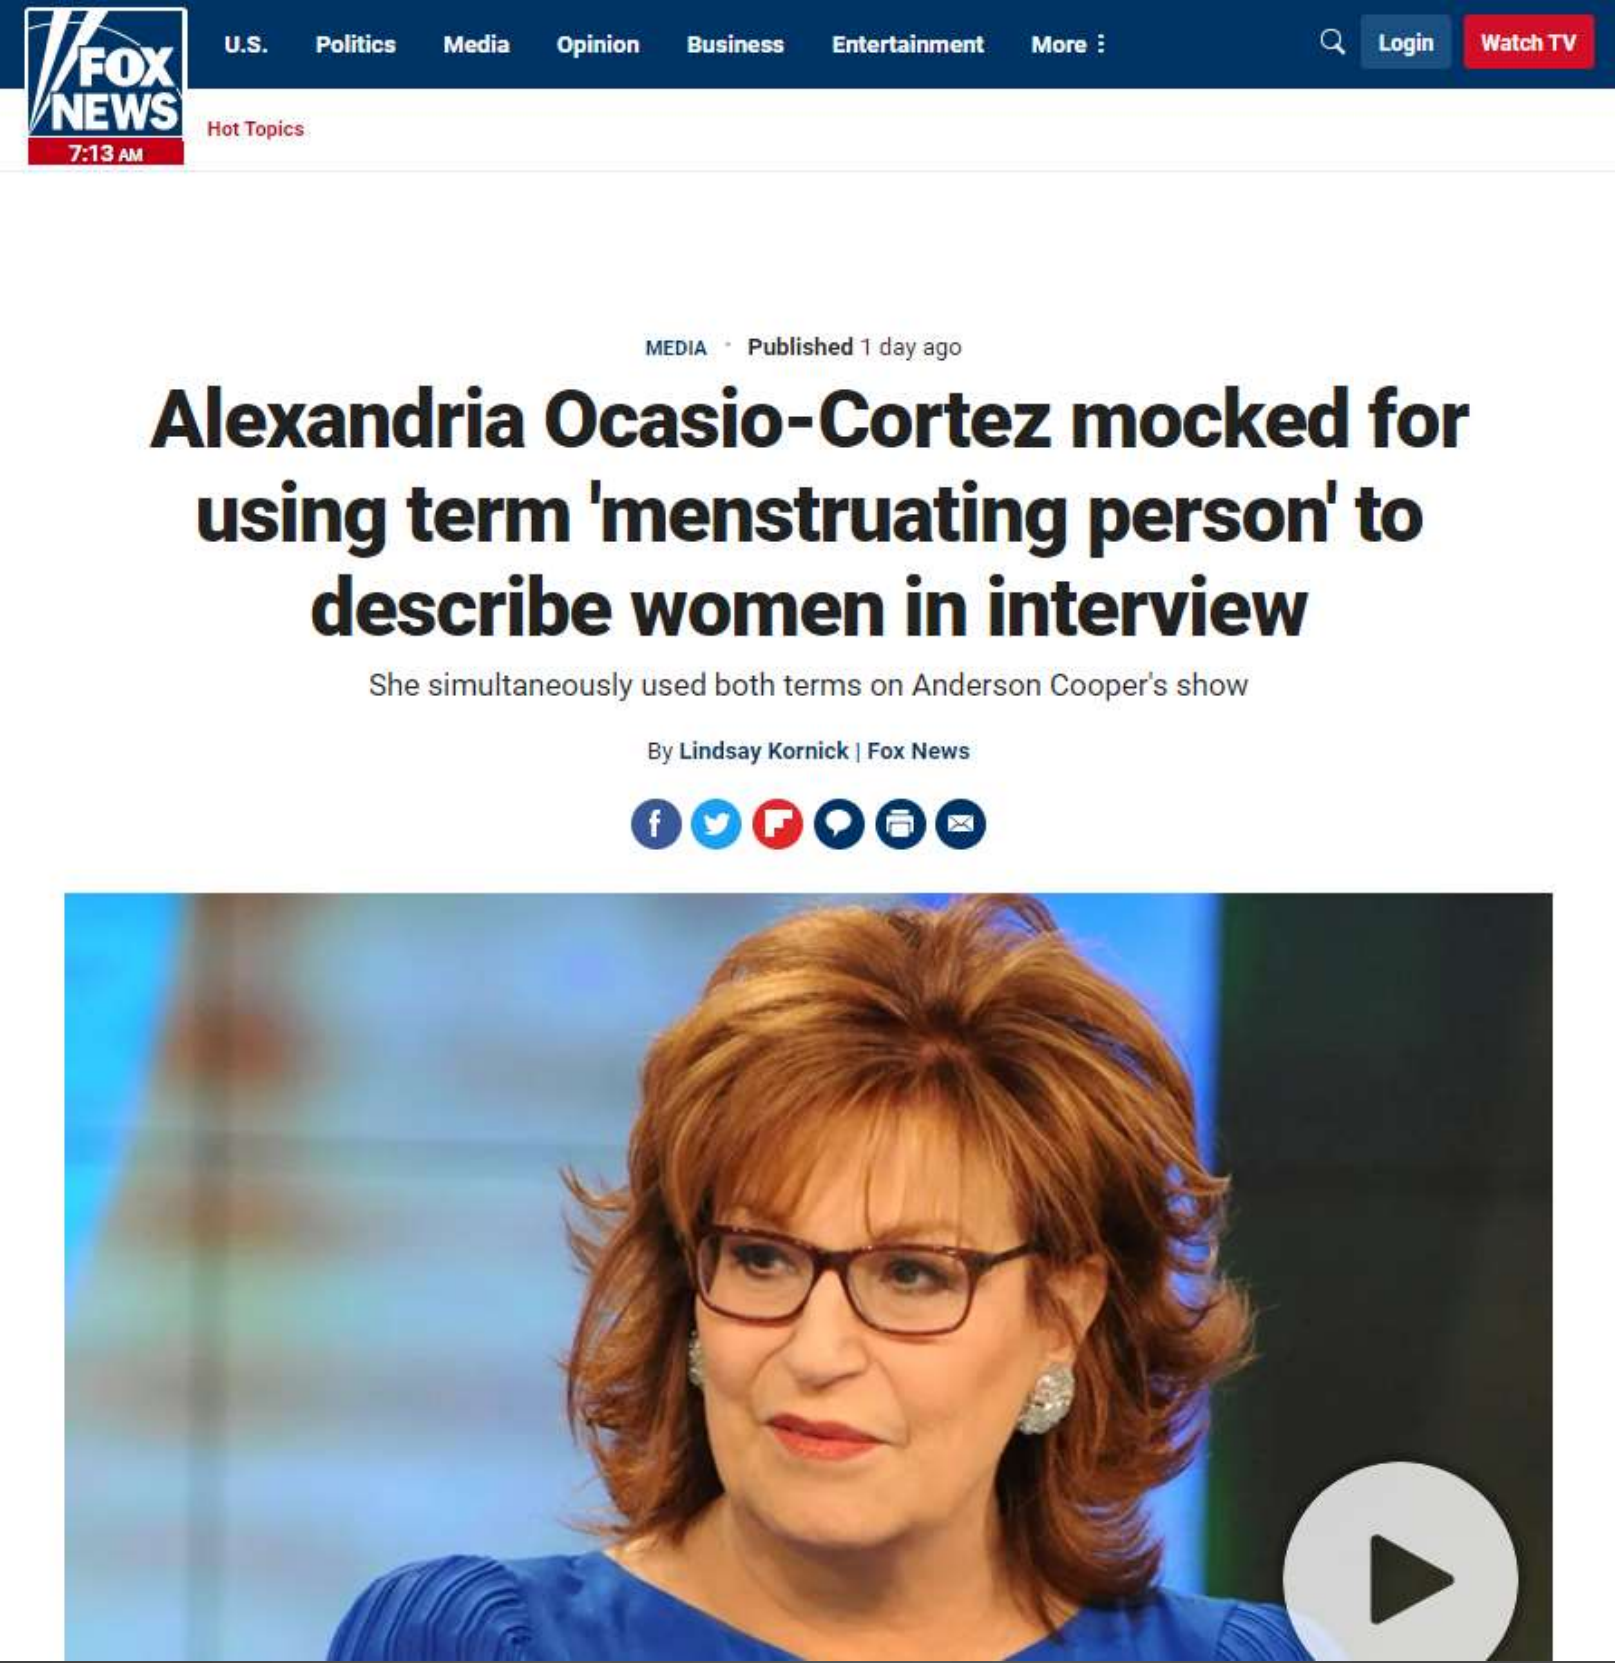 FOX
NEWS
7:13 AM
U.S. Politics Media Opinion Business Entertainment More Login Watch TV
Hot Topics
MEDIA · Published 1 day ago
Alexandria Ocasio-Cortez mocked for
using term 'menstruating person' to
describe women in interview
She simultaneously used both terms on Anderson Cooper's show
By Lindsay Kornick | Fox News